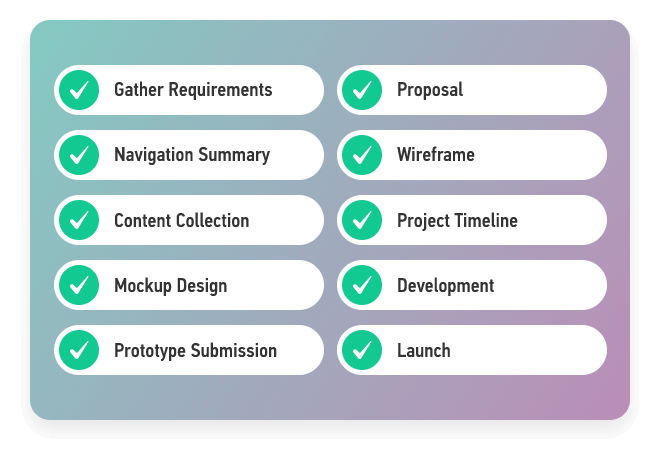 Gather Requirements
Proposal
Navigation Summary
Wireframe
Content Collection
Project Timeline
Mockup Design
Development
Prototype Submission
Launch